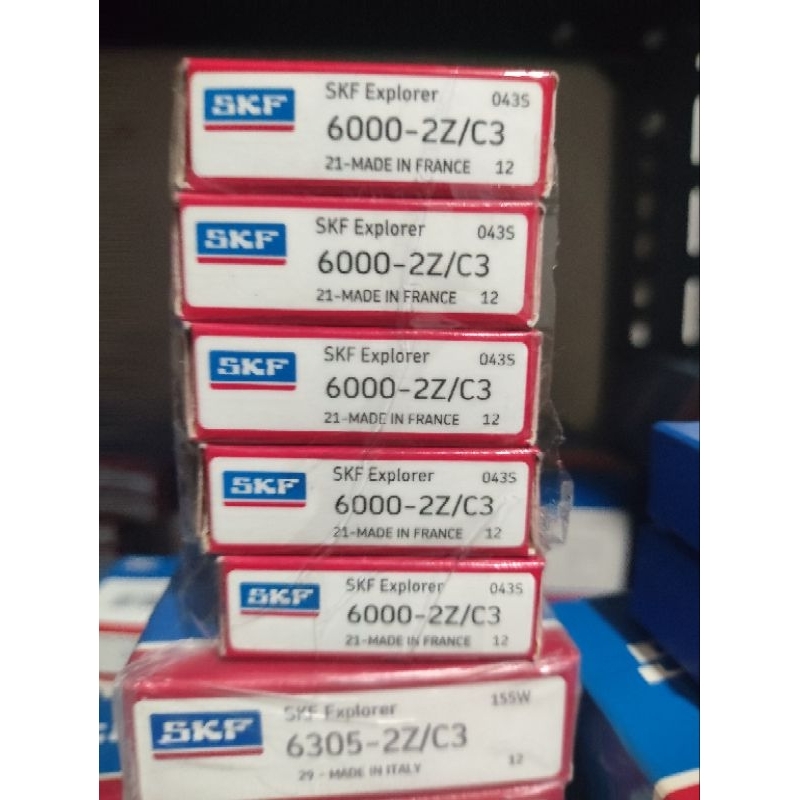 SKF
SKF Explorer 043S
6000-2Z/C3
21-MADE IN FRANCE 12
SKF
SKF Explorer 043S
6000-2Z/C3
21-MADE IN FRANCE 12
SKF
SKF Explorer 043S
6000-2Z/C3
21-MADE IN FRANCE 12
SKF
SKF Explorer 043S
6000-2Z/C3
21-MADE IN FRANCE 12
SKF
SKF Explorer 043S
6000-2Z/C3
21-MADE IN FRANCE 12
SKF
SKF Explorer 155W
6305-2Z/C3
29 - MADE IN ITALY 12